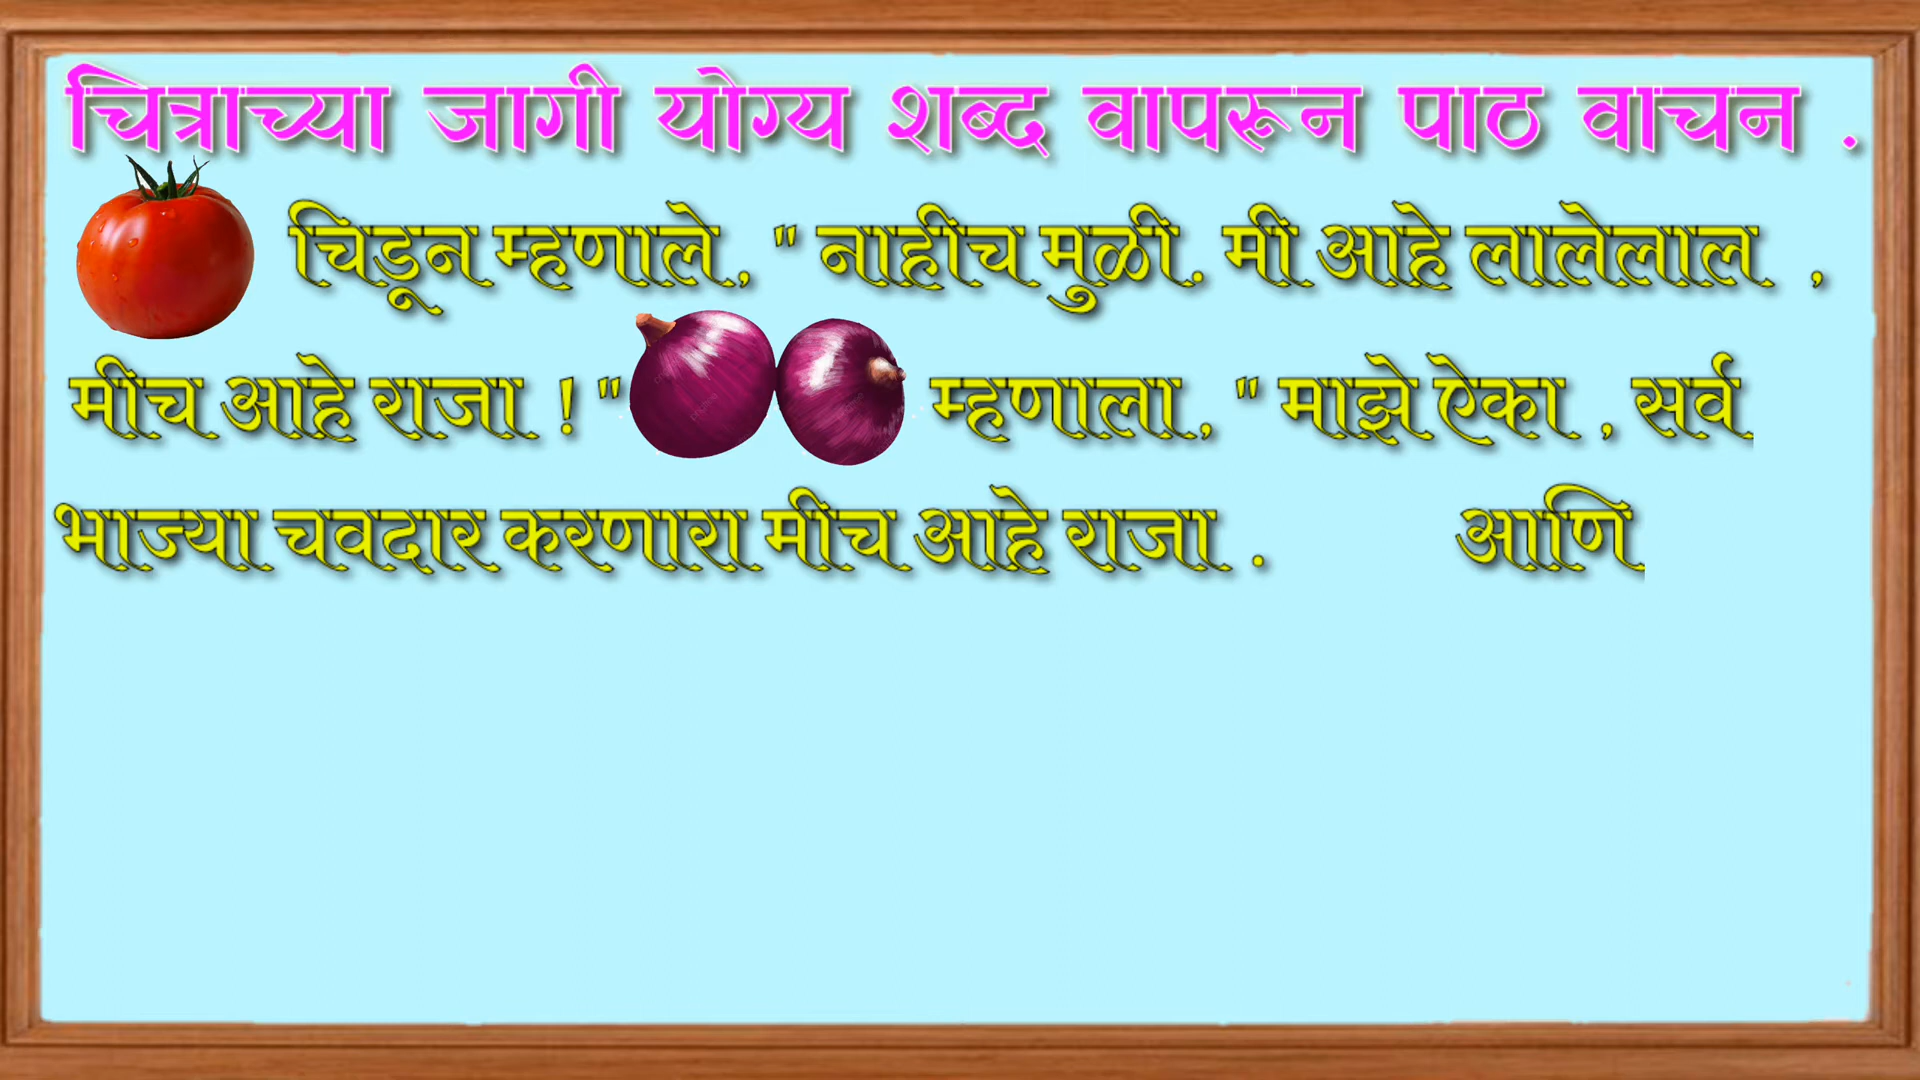 चित्राच्या जागी योग्य शब्द वापरून पाठ वाचन .
चिडून म्हणाले, " नाहीच मुळी. मी आहे लालेलाल ,
मीच आहे राजा ! " म्हणाला, " माझे ऐका , सर्व
भाज्या चवदार करणारा मीच आहे राजा . आणि